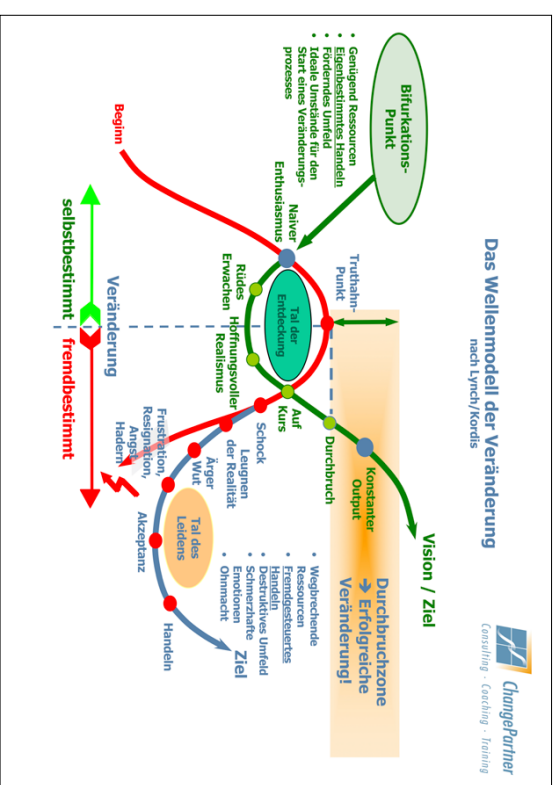 Das Wellenmodell der Veränderung
nach Lynch/Kordis
ChangePartner
Consulting · Coaching · Training
Bifurkations-
Punkt
• Genügend Ressourcen
• Eigenbestimmtes Handeln
• Förderndes Umfeld
• Ideale Umstände für den
Start eines Veränderungs-
prozesses
Truthahn-
Punkt
Naiver
Enthusiasmus
Tal der
Entdeckung
Rüdes
Erwachen
Hoffnungsvoller
Realismus
Auf
Kurs
Durchbruch
Konstanter
Output
Vision / Ziel
Durchbruchzone
➔ Erfolgreiche
Veränderung!
Beginn
Schock
Leugnen
der Realität
Ärger
Wut
Frustration,
Resignation,
Angst,
Hadern
Tal des
Leidens
Akzeptanz
Handeln
Ziel
• Wegbrechende
Ressourcen
• Fremdgesteuertes
Handeln
• Destruktives Umfeld
• Schmerzhafte
Emotionen
• Ohnmacht
Veränderung
selbstbestimmt
fremdbestimmt